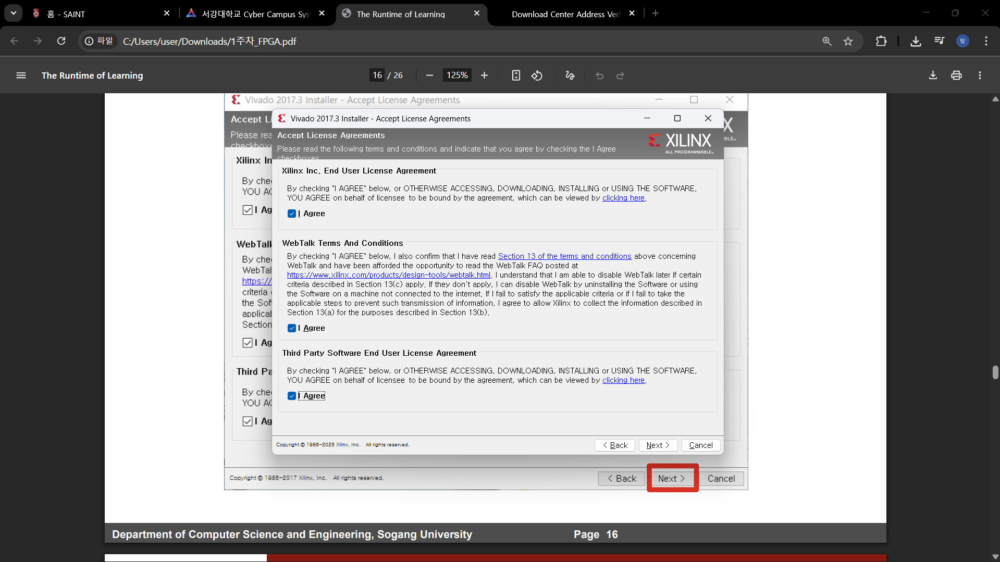 홈 - SAINT
서강대학교 Cyber Campus Sys
The Runtime of Learning
Download Center Address Veri
파일
C:/Users/user/Downloads/1주차_FPGA.pdf
탕
The Runtime of Learning
16 / 26
125%
Vivado 2017.3 Installer - Accept License Agreements
Accept Li
Please rea
checkboxe
Xilinx In
By che
YOU AG
I Ag
WebTalk
By che
WebTal
https://
criteria
the Soft
applicab
Section
I Ag
Third Pa
By che
YOU AG
I Ag
X
BLE.
Vivado 2017.3 Installer - Accept License Agreements
Accept License Agreements
Please read the following terms and conditions and indicate that you agree by checking the I Agree
checkboxes
XILINX
ALL PROGRAMMABLE.
Xilinx Inc. End User License Agreement
By checking "I AGREE" below, or OTHERWISE ACCESSING, DOWNLOADING, INSTALLING or USING THE SOFTWARE,
YOU AGREE on behalf of licensee to be bound by the agreement, which can be viewed by clicking here.
I Agree
WebTalk Terms And Conditions
By checking "I AGREE" below, I also confirm that I have read Section 13 of the terms and conditions above concerning
WebTalk and have been afforded the opportunity to read the WebTalk FAQ posted at
https://www.xilinx.com/products/design-tools/webtalk.html. I understand that I am able to disable WebTalk later if certain
criteria described in Section 13(c) apply. If they don't apply, I can disable WebTalk by uninstalling the Software or using
the Software on a machine not connected to the internet. If I fail to satisfy the applicable criteria or if I fail to take the
applicable steps to prevent such transmission of information, I agree to allow Xilinx to collect the information described in
Section 13(a) for the purposes described in Section 13(b).
I Agree
Third Party Software End User License Agreement
By checking "I AGREE" below, or OTHERWISE ACCESSING, DOWNLOADING, INSTALLING or USING THE SOFTWARE,
YOU AGREE on behalf of licensee to be bound by the agreement, which can be viewed by clicking here.
I Agree
Copyright © 1986-2025 Xilinx, Inc. All rights reserved.
< Back
Next >
Cancel
Copyright © 1986-2017 Xilinx, Inc. All rights reserved.
< Back
Next >
Cancel
Department of Computer Science and Engineering, Sogang University
Page 16